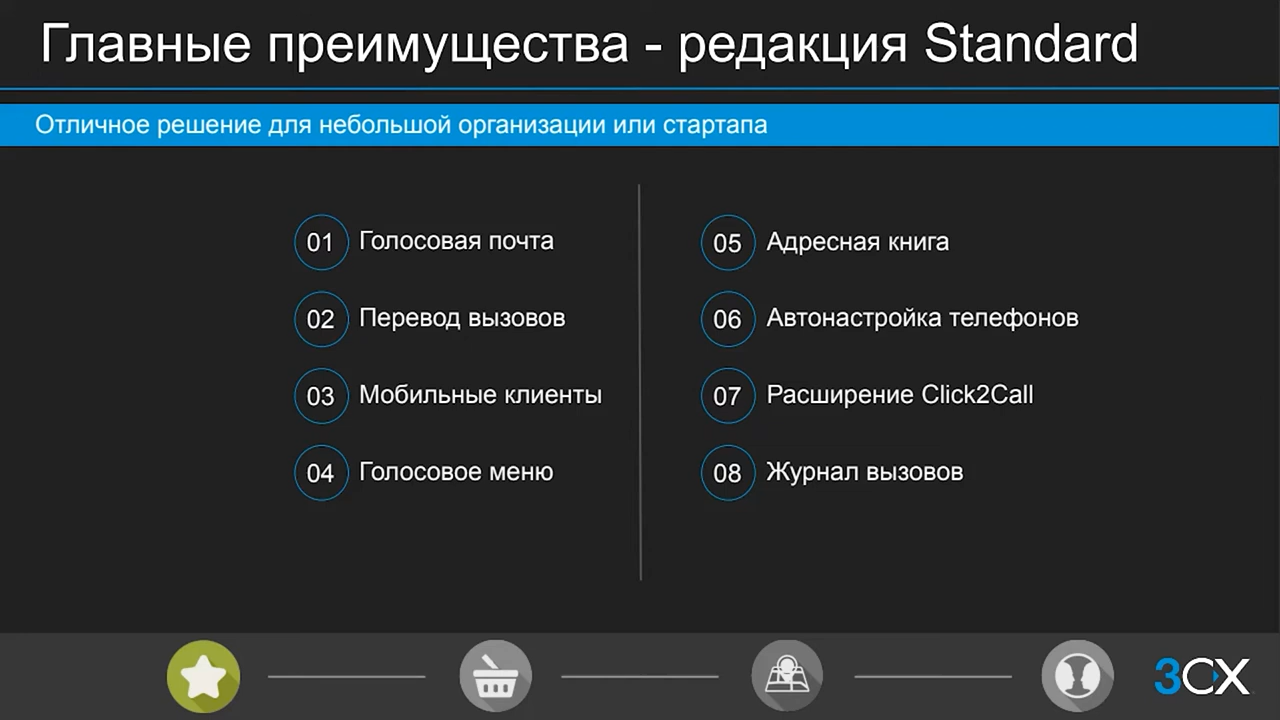 Главные преимущества - редакция Standard
Отличное решение для небольшой организации или стартапа
01 Голосовая почта
02 Перевод вызовов
03 Мобильные клиенты
04 Голосовое меню
05 Адресная книга
06 Автонастройка телефонов
07 Расширение Click2Call
08 Журнал вызовов
3CX